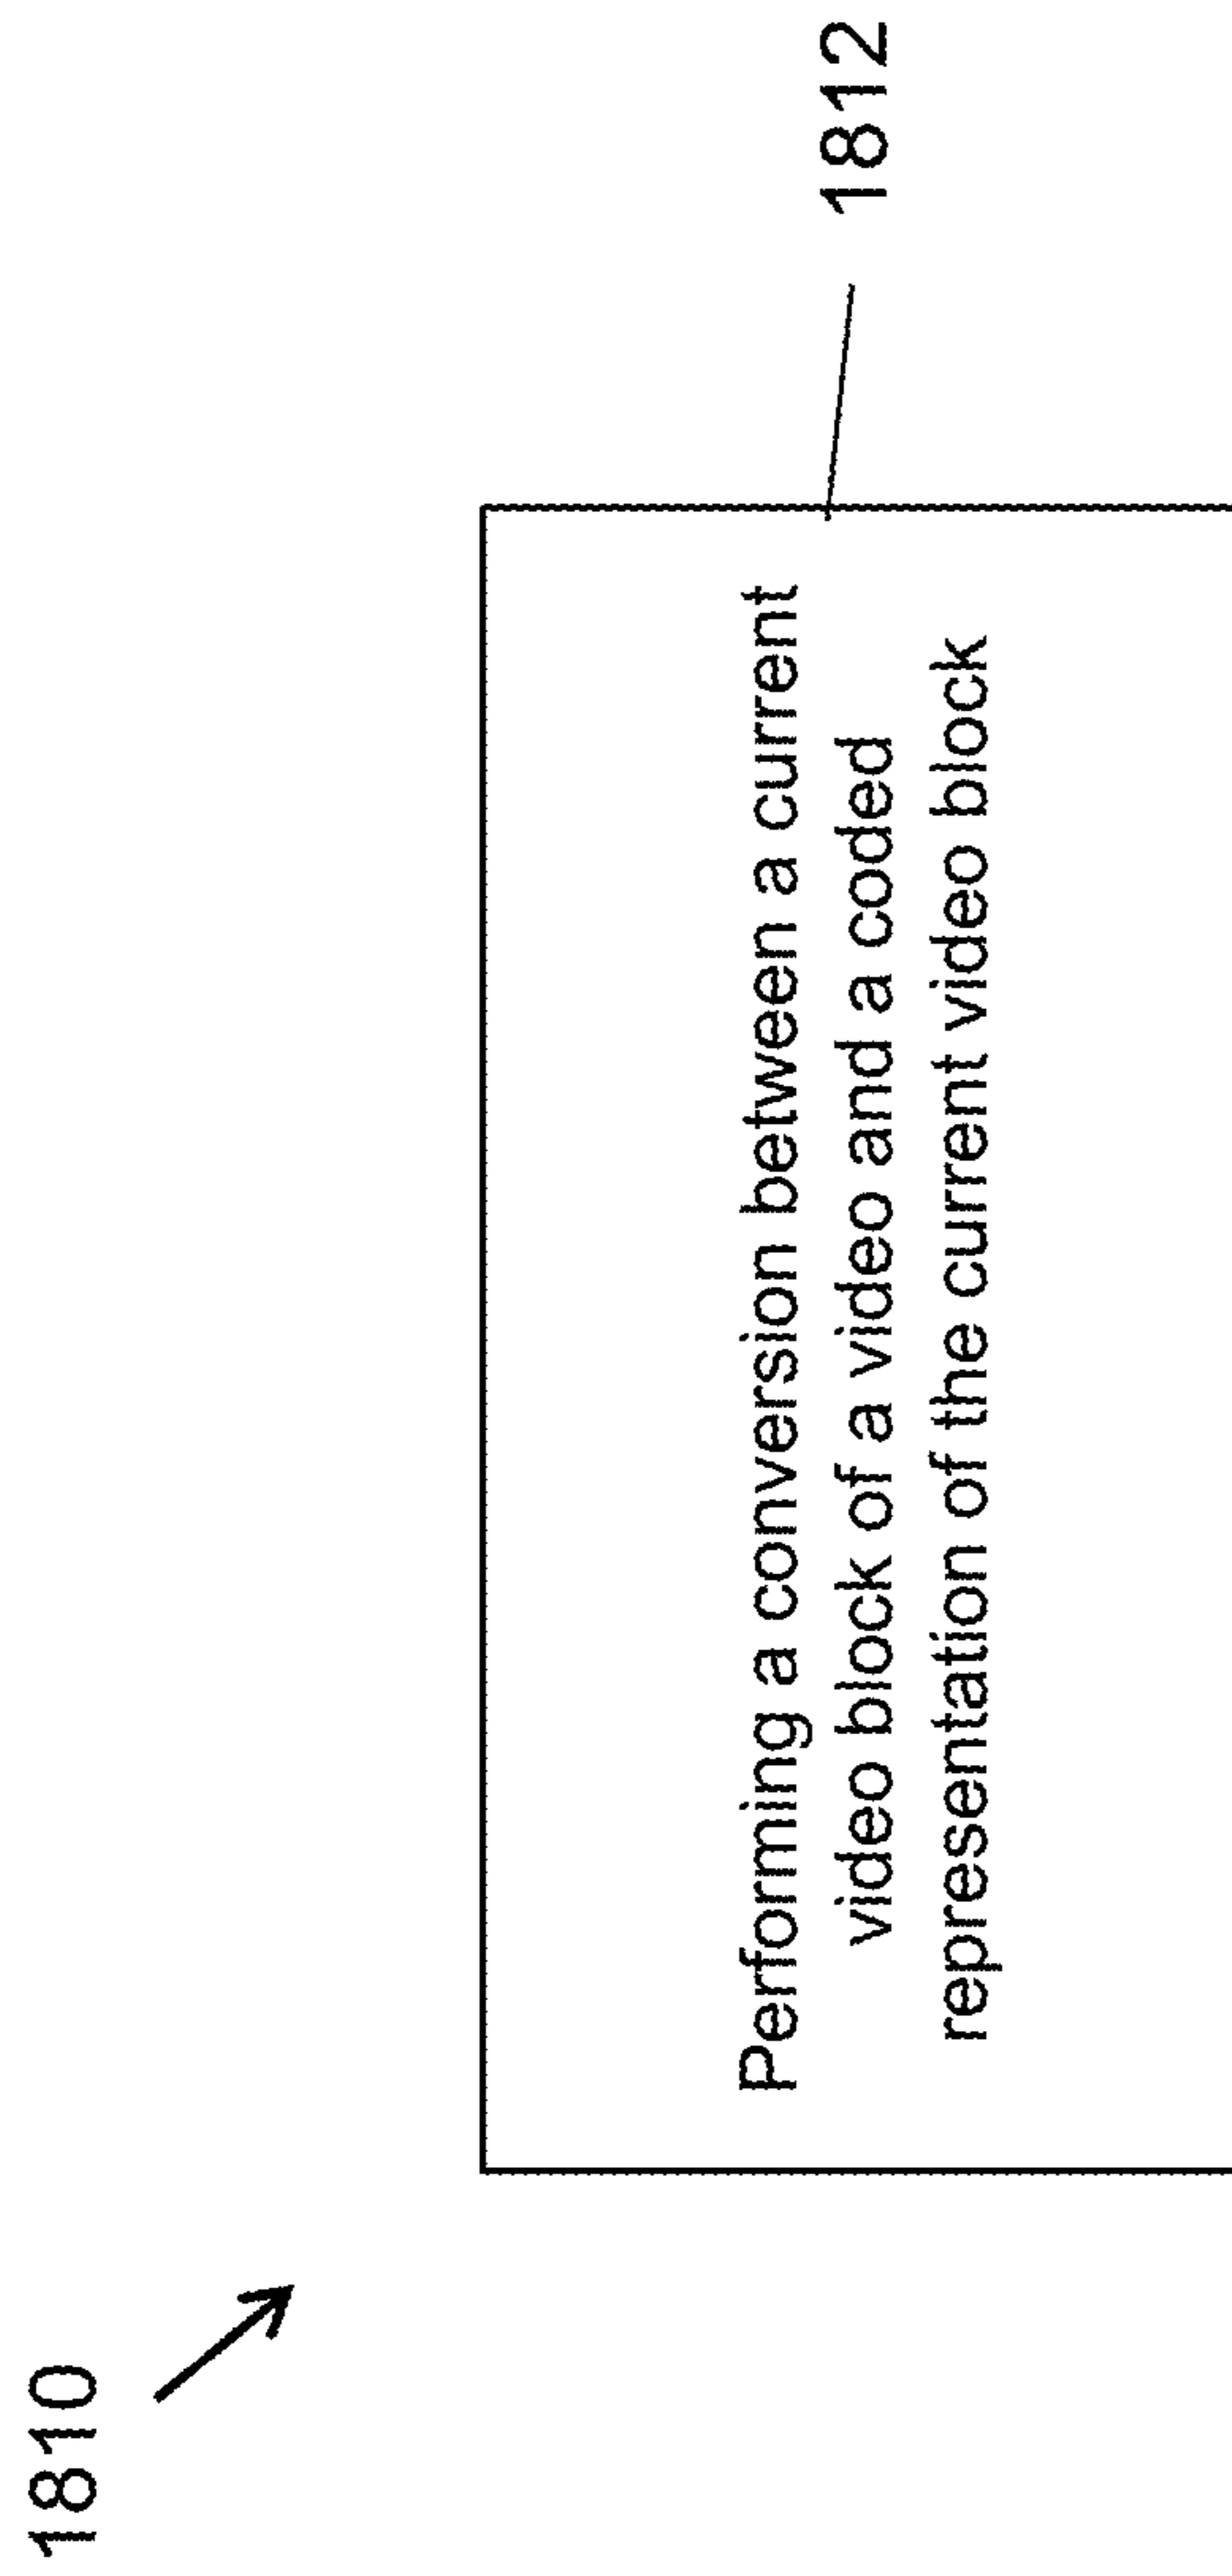 1810
Performing a conversion between a current
video block of a video and a coded
representation of the current video block
1812